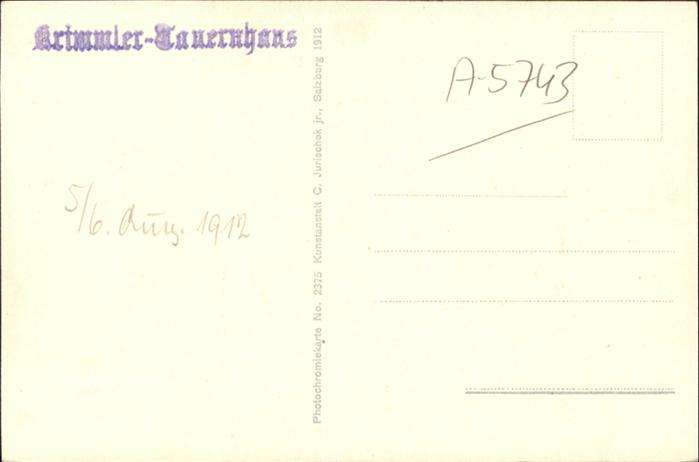 Krimmler-Tauernhaus
5/6. Aug. 1912
Photochromiekarte No. 2375 Kunstanstalt C. Jurischek jr., Salzburg 1912
A-5743